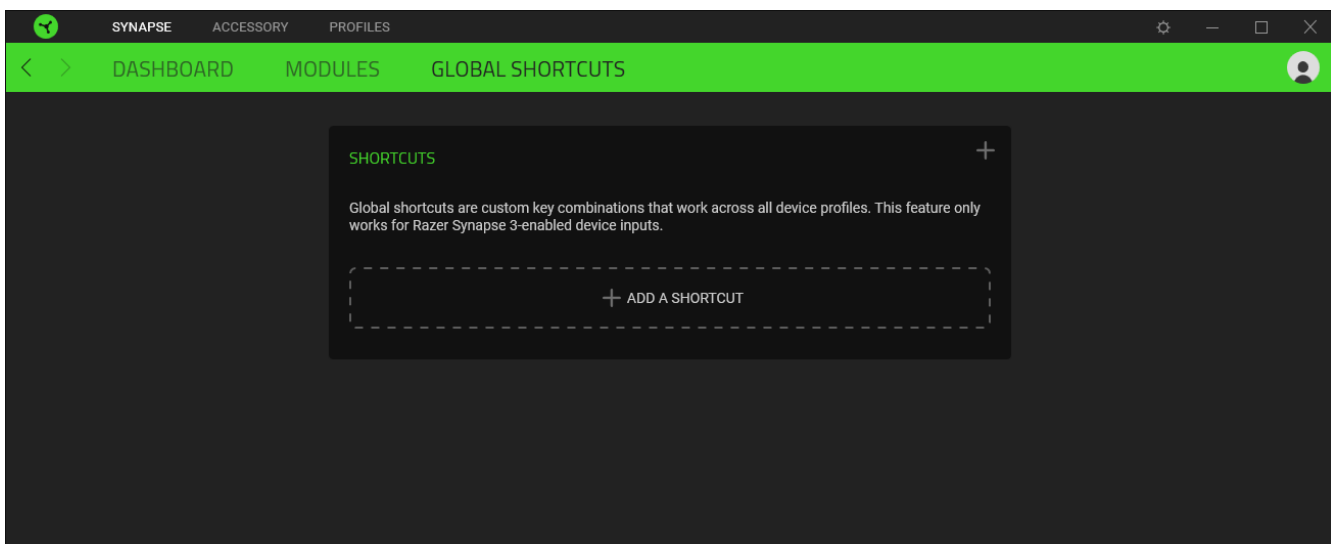 SYNAPSE ACCESSORY PROFILES
DASHBOARD MODULES GLOBAL SHORTCUTS
SHORTCUTS
Global shortcuts are custom key combinations that work across all device profiles. This feature only
works for Razer Synapse 3-enabled device inputs.
ADD A SHORTCUT